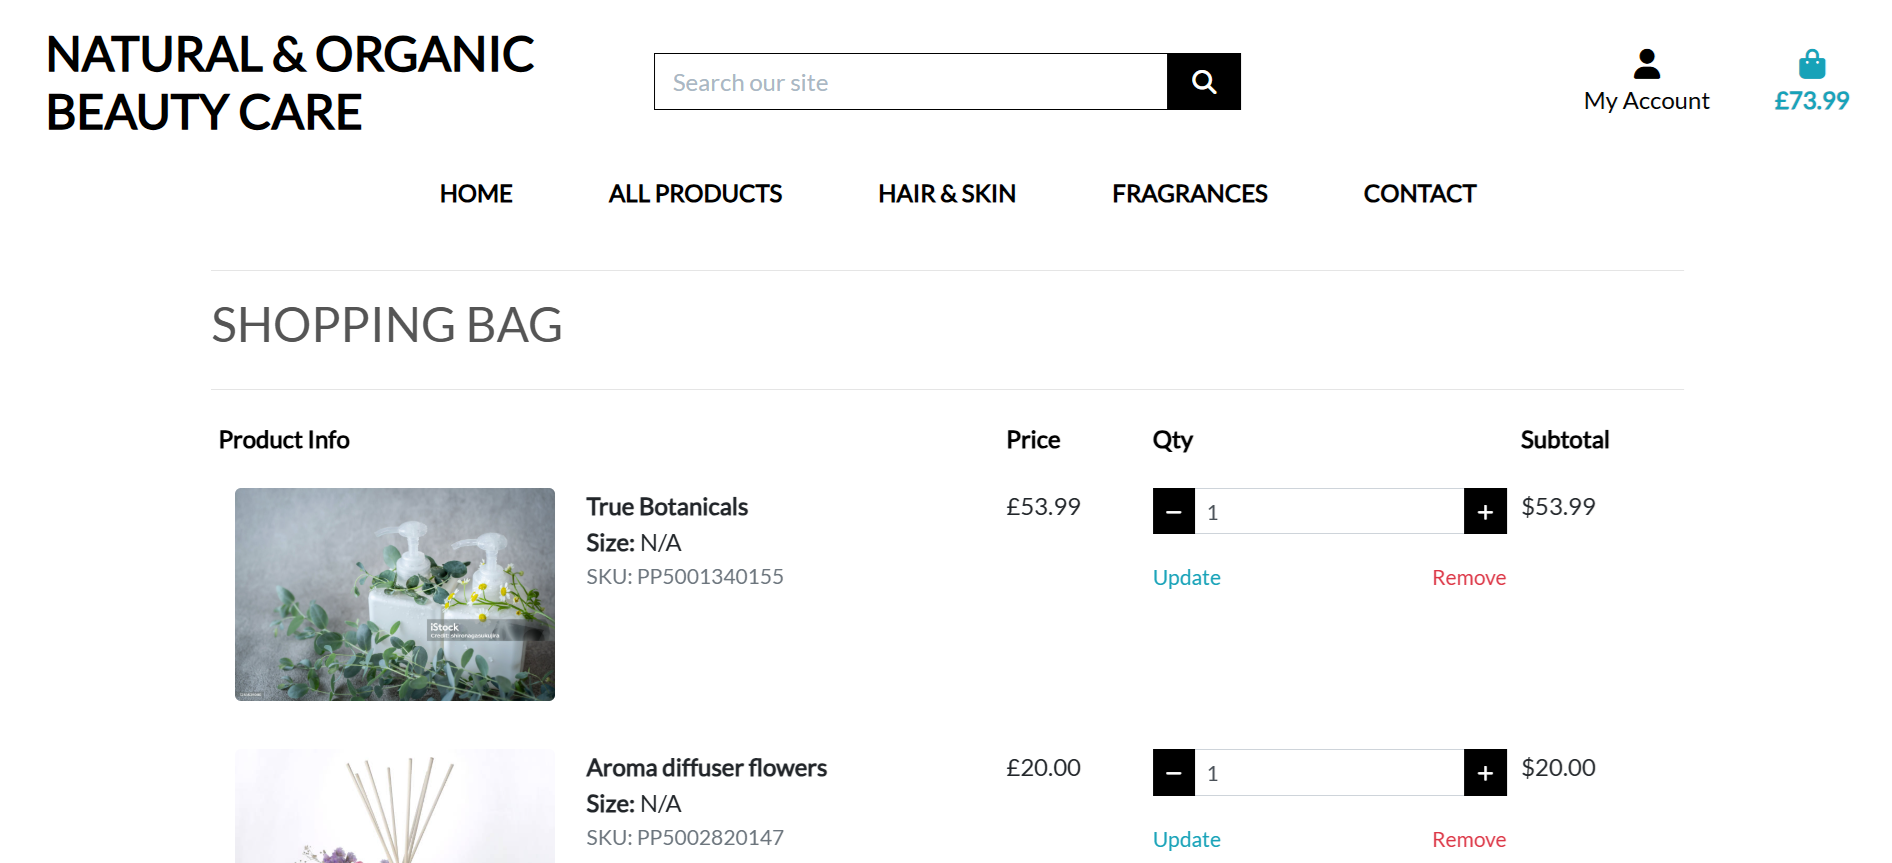 NATURAL & ORGANIC
BEAUTY CARE
Search our site
My Account
£73.99
HOME ALL PRODUCTS HAIR & SKIN FRAGRANCES CONTACT
SHOPPING BAG
Product Info Price Qty Subtotal
True Botanicals £53.99 1 $53.99
Size: N/A
SKU: PP5001340155
Update Remove
iStock
Credit: shironagasukujira
Aroma diffuser flowers £20.00 1 $20.00
Size: N/A
SKU: PP5002820147
Update Remove